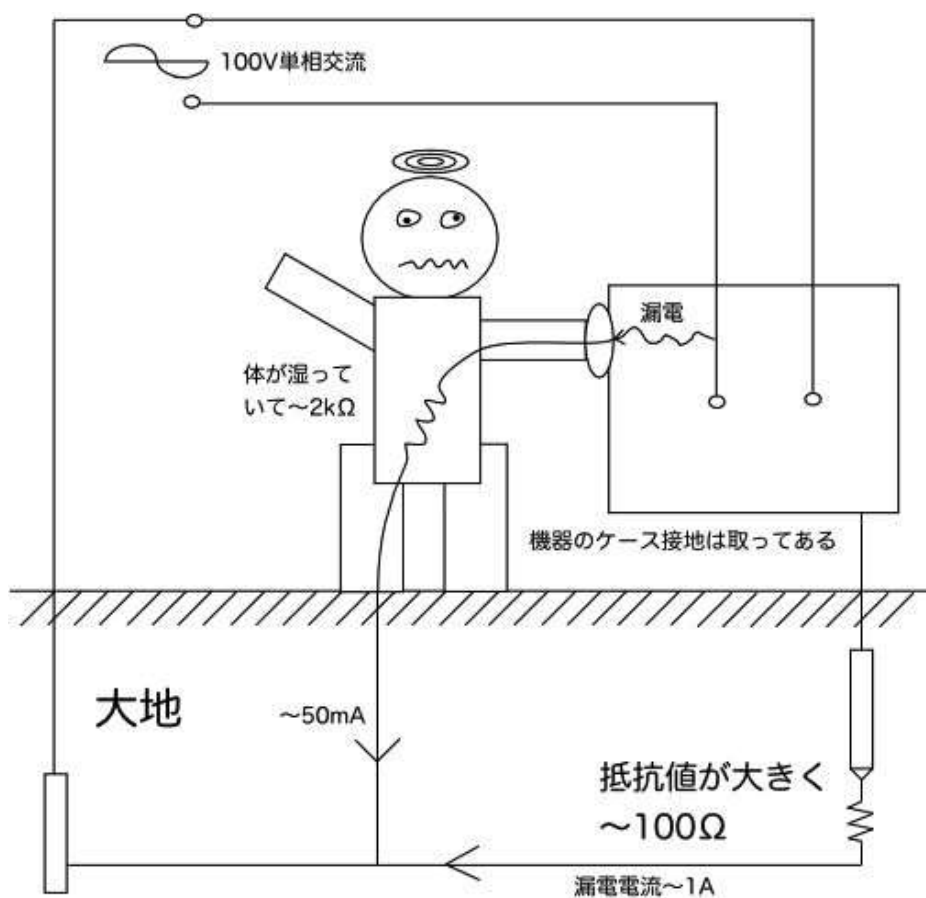 100V単相交流
漏電
体が湿って
いて〜2kΩ
機器のケース接地は取ってある
大地
〜50mA
抵抗値が大きく
〜100Ω
漏電電流〜1A